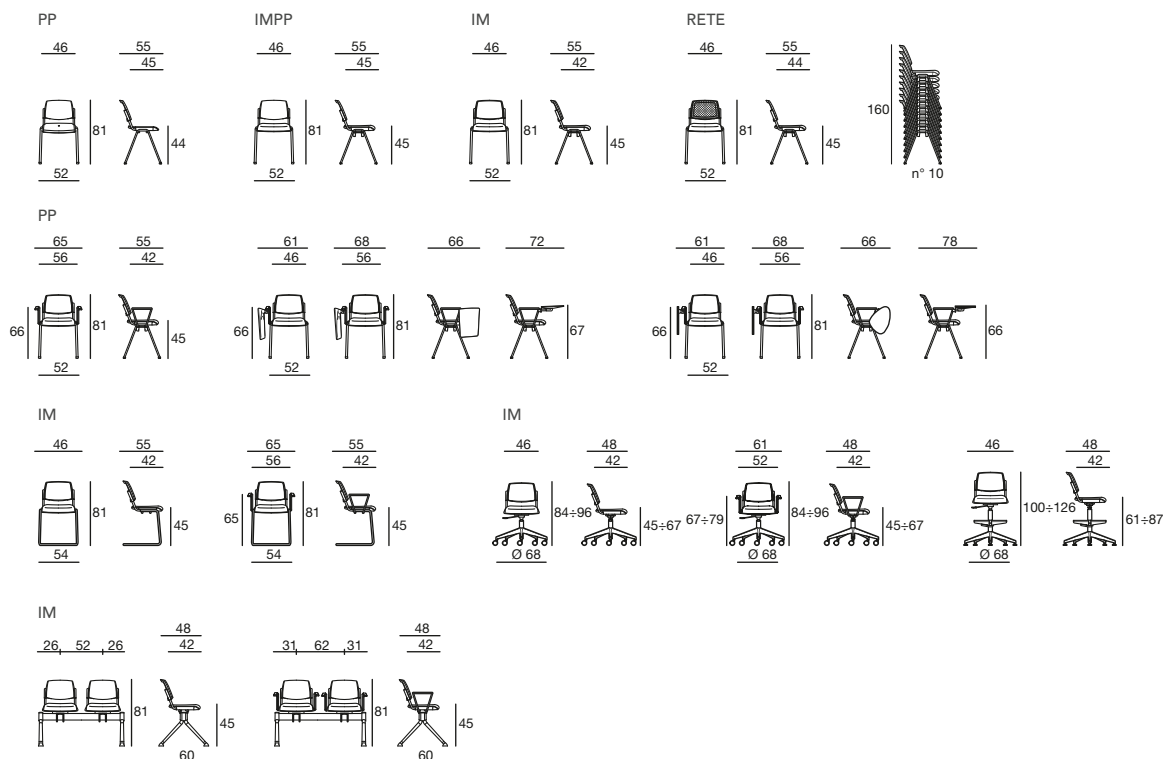 PP IMPP IM RETE
46 55 46 55 46 55 46 55
45 45 42 44
160
81 44 81 45 81 45 81 45
52 52 52 52 n° 10
PP
65 55 61 68 66 72 61 68 66 78
56 42 46 56 46 56
66 81 45 66 81 67 66 81 66
52 52 52
IM IM
46 55 65 55 46 48 61 48 46 48
42 56 42 42 52 42 42
81 45 65 81 45 84÷96 45÷67 67÷79 84÷96 45÷67 100÷126 61÷87
54 54 Ø 68 Ø 68 Ø 68
IM
48 48
26 52 26 42 31 62 31 42
81 45 81 45
60 60